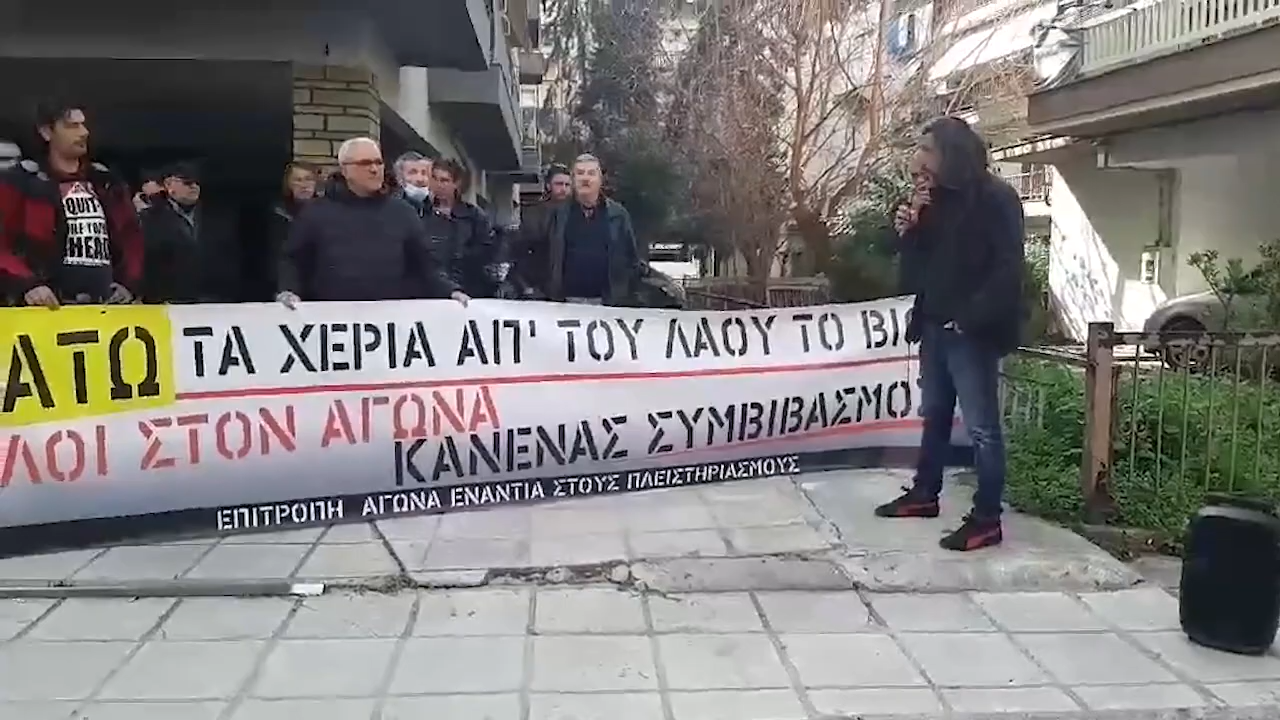 ΑΤΩ ΤΑ ΧΕΡΙΑ ΑΠ' ΤΟΥ ΛΑΟΥ ΤΟ ΒΙΟ
ΛΟΙ ΣΤΟΝ ΑΓΩΝΑ
ΚΑΝΕΝΑΣ ΣΥΜΒΙΒΑΣΜΟΣ
ΕΠΙΤΡΟΠΗ ΑΓΩΝΑ ΕΝΑΝΤΙΑ ΣΤΟΥΣ ΠΛΕΙΣΤΗΡΙΑΣΜΟΥΣ